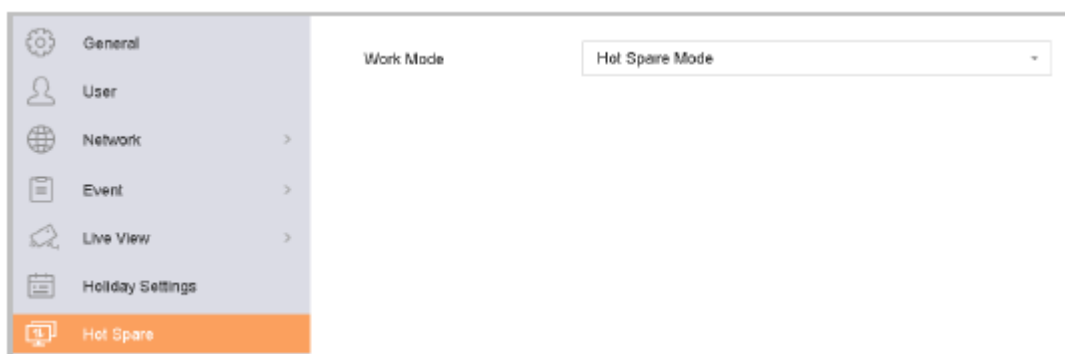 General
Work Mode
Hot Spare Mode
User
Network
Event
Live View
Holiday Settings
Hot Spare